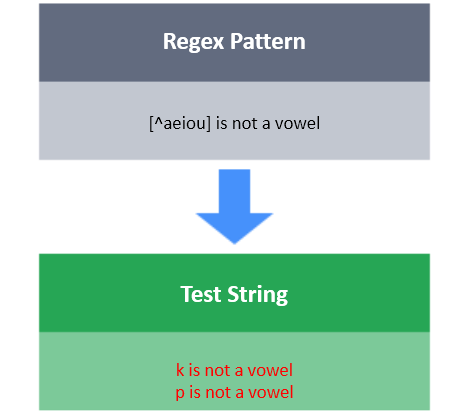 Regex Pattern
[^aeiou] is not a vowel
Test String
k is not a vowel
p is not a vowel